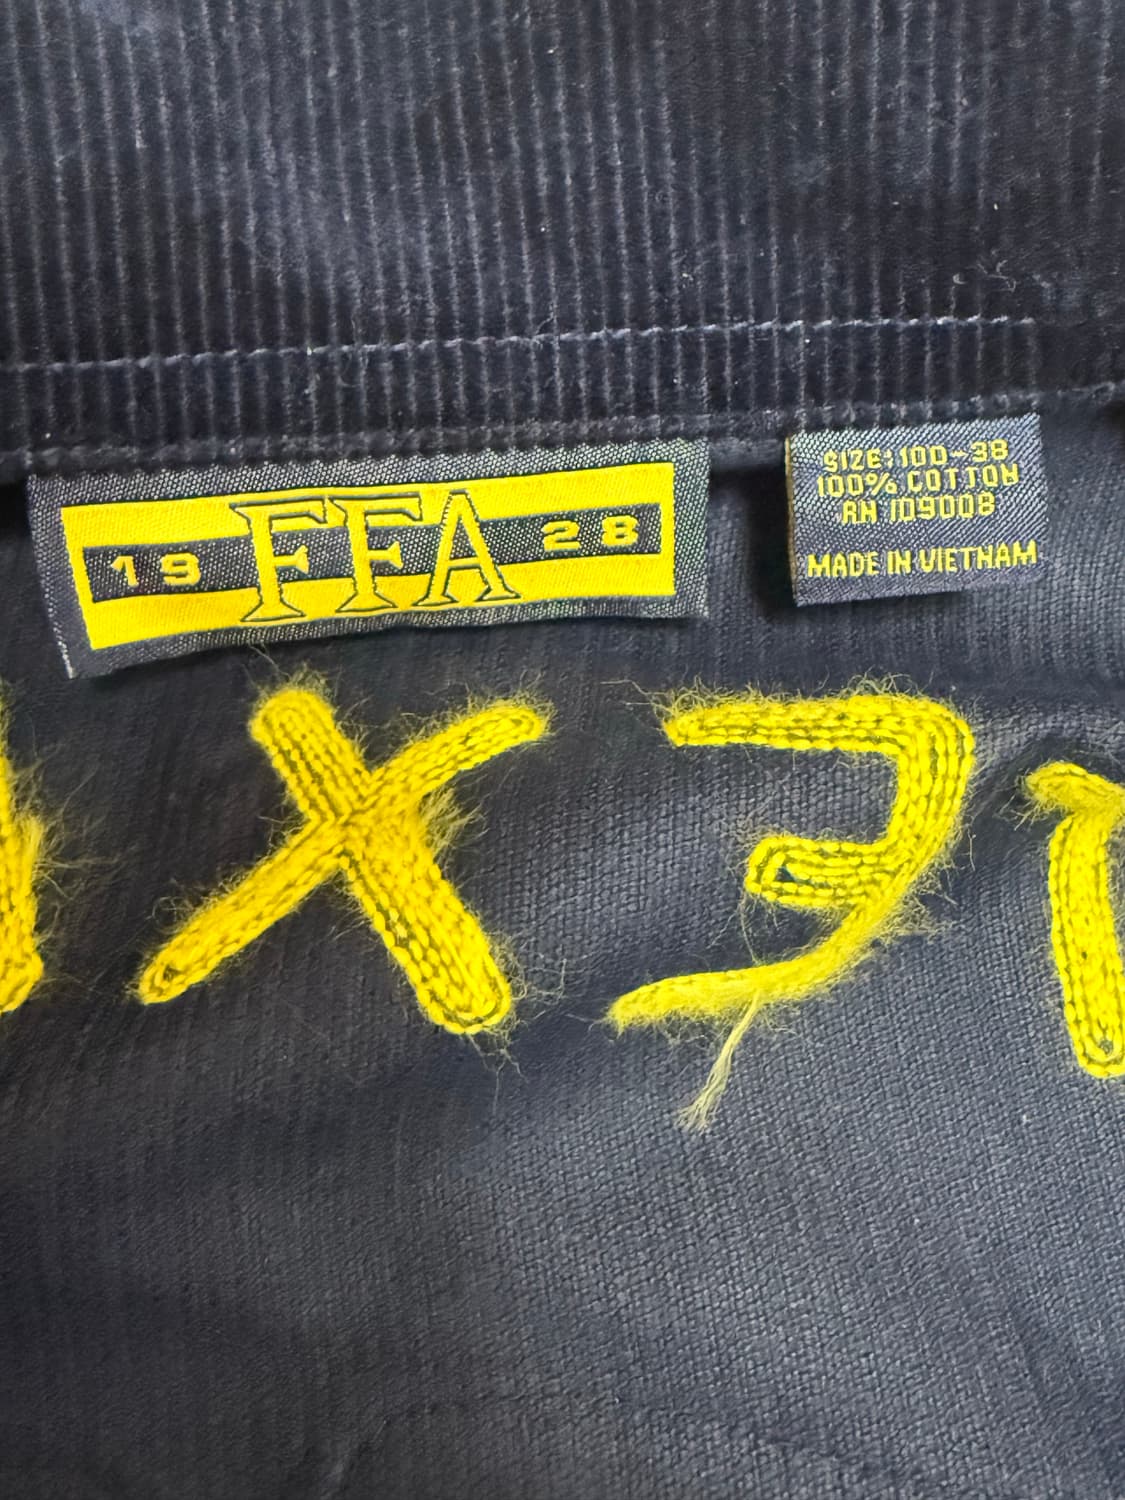 19 FFA 28
SIZE:100-38
100% COTTON
RN 109008
MADE IN VIETNAM